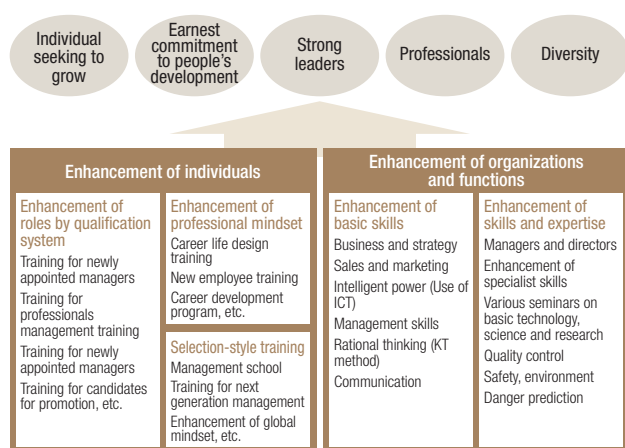 Individual
seeking to
grow
Earnest
commitment
to people's
development
Strong
leaders
Professionals
Diversity
Enhancement of individuals
Enhancement of
roles by qualification
system
Training for newly
appointed managers
Training for
professionals
management training
Training for newly
appointed managers
Training for candidates
for promotion, etc.
Enhancement of
professional mindset
Career life design
training
New employee training
Career development
program, etc.
Selection-style training
Management school
Training for next
generation management
Enhancement of global
mindset, etc.
Enhancement of organizations
and functions
Enhancement of
basic skills
Business and strategy
Sales and marketing
Intelligent power (Use of
ICT)
Management skills
Rational thinking (KT
method)
Communication
Enhancement of
skills and expertise
Managers and directors
Enhancement of
specialist skills
Various seminars on
basic technology,
science and research
Quality control
Safety, environment
Danger prediction